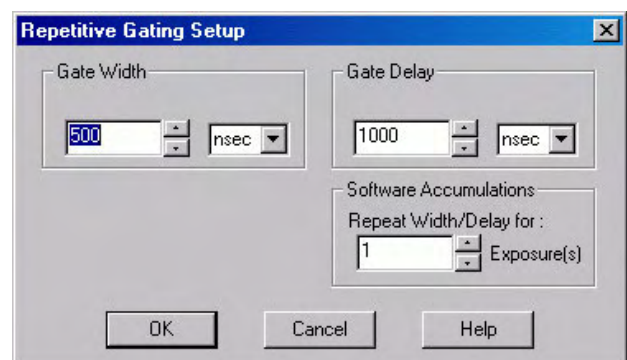 Repetitive Gating Setup
Gate Width
500
nsec
Gate Delay
1000
nsec
Software Accumulations
Repeat Width/Delay for :
1
Exposure(s)
OK
Cancel
Help